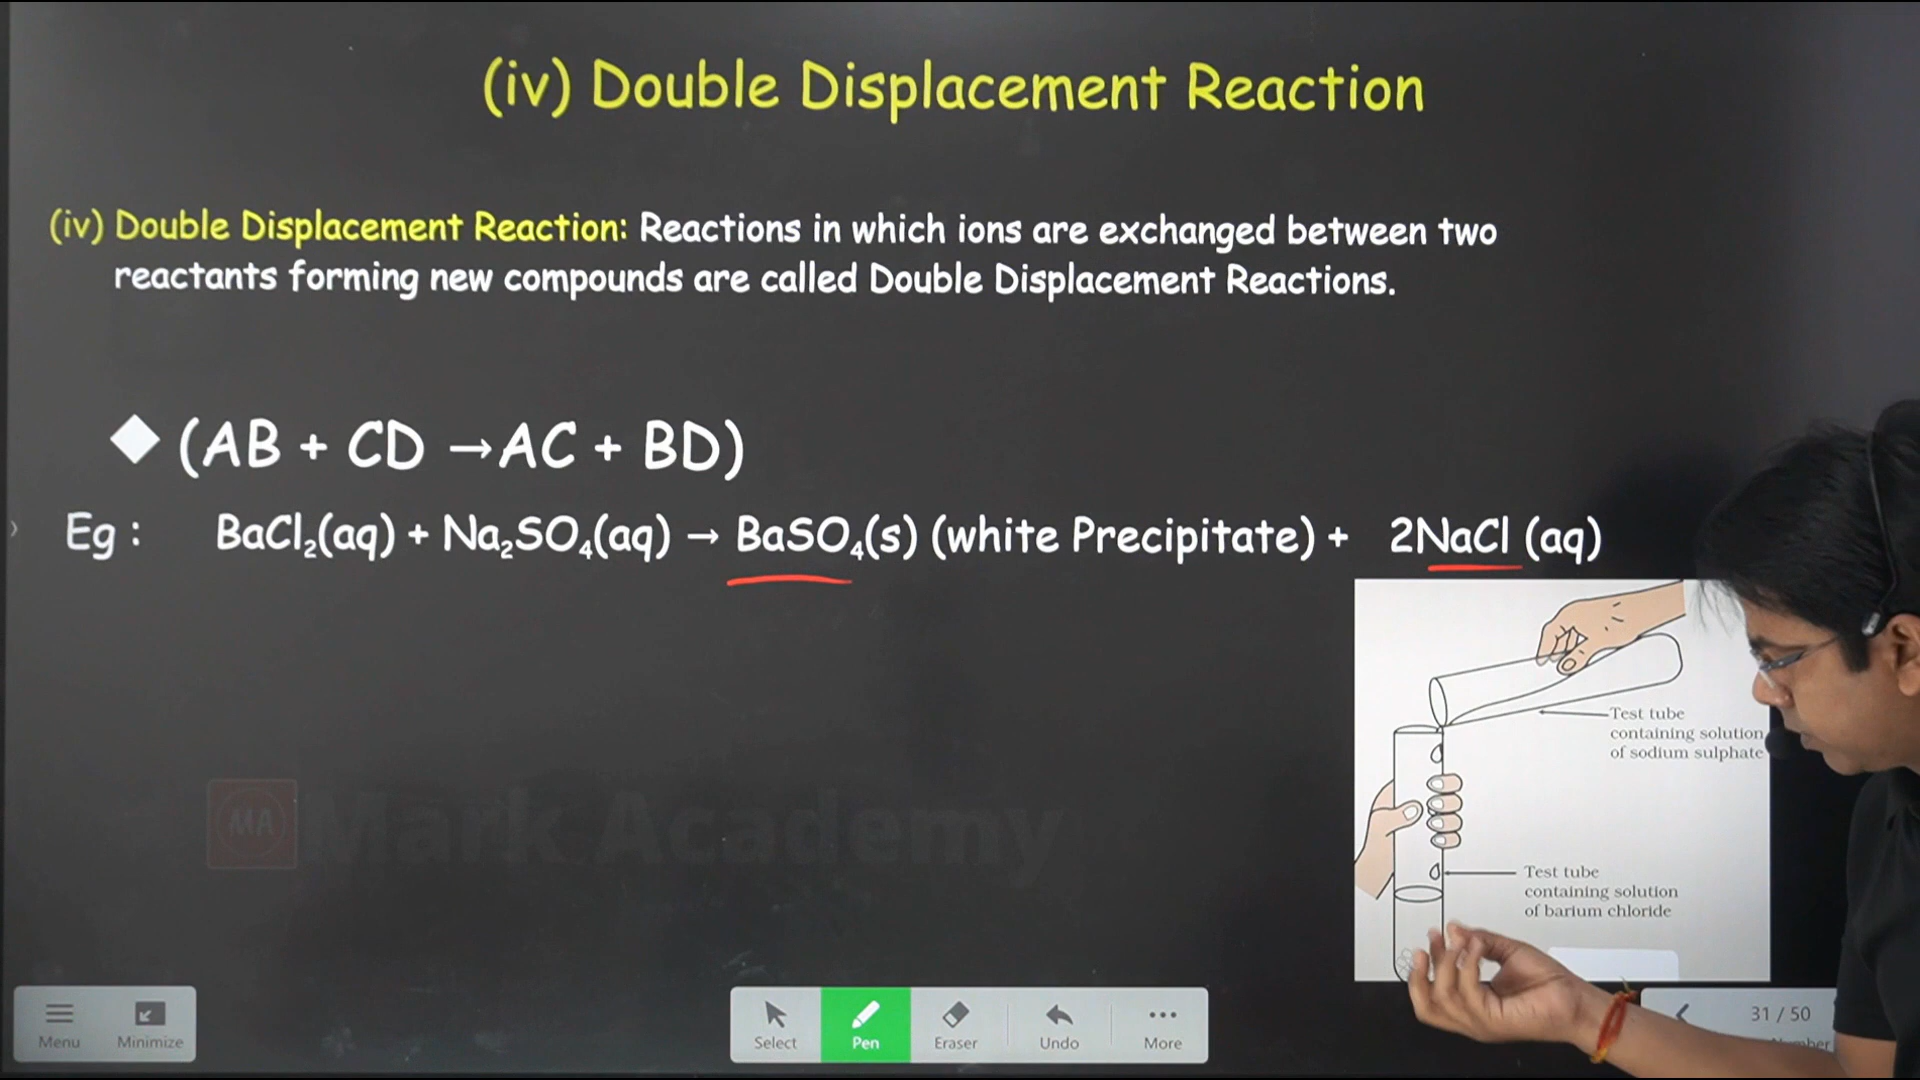 (iv) Double Displacement Reaction
(iv) Double Displacement Reaction: Reactions in which ions are exchanged between two
reactants forming new compounds are called Double Displacement Reactions.
◆ (AB + CD → AC + BD)
Eg : BaCl₂(aq) + Na₂SO₄(aq) → BaSO₄(s) (white Precipitate) + 2NaCl (aq)
Test tube
containing solution
of sodium sulphate
Test tube
containing solution
of barium chloride
MA Mark Academy
Menu
Minimize
Select
Pen
Eraser
Undo
More
31 / 50